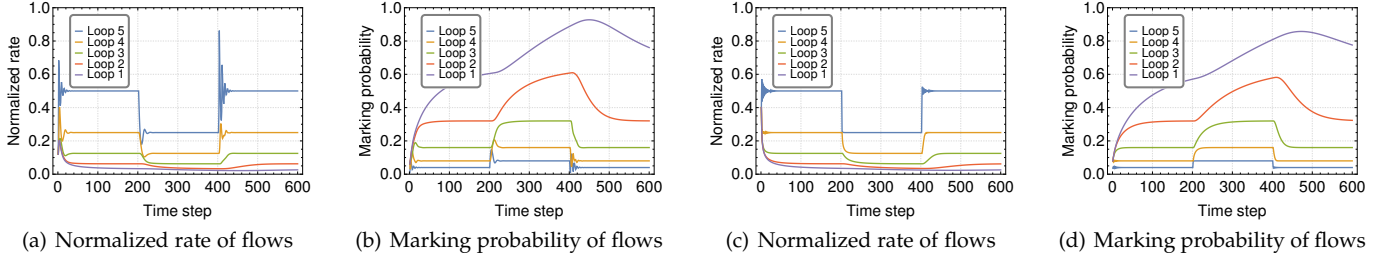 Normalized rate
1.0
0.8
0.6
0.4
0.2
0.0
Loop 5
Loop 4
Loop 3
Loop 2
Loop 1
0 100 200 300 400 500 600
Time step
(a) Normalized rate of flows
Marking probability
1.0
0.8
0.6
0.4
0.2
0.0
Loop 5
Loop 4
Loop 3
Loop 2
Loop 1
0 100 200 300 400 500 600
Time step
(b) Marking probability of flows
Normalized rate
1.0
0.8
0.6
0.4
0.2
0.0
Loop 5
Loop 4
Loop 3
Loop 2
Loop 1
0 100 200 300 400 500 600
Time step
(c) Normalized rate of flows
Marking probability
1.0
0.8
0.6
0.4
0.2
0.0
Loop 5
Loop 4
Loop 3
Loop 2
Loop 1
0 100 200 300 400 500 600
Time step
(d) Marking probability of flows